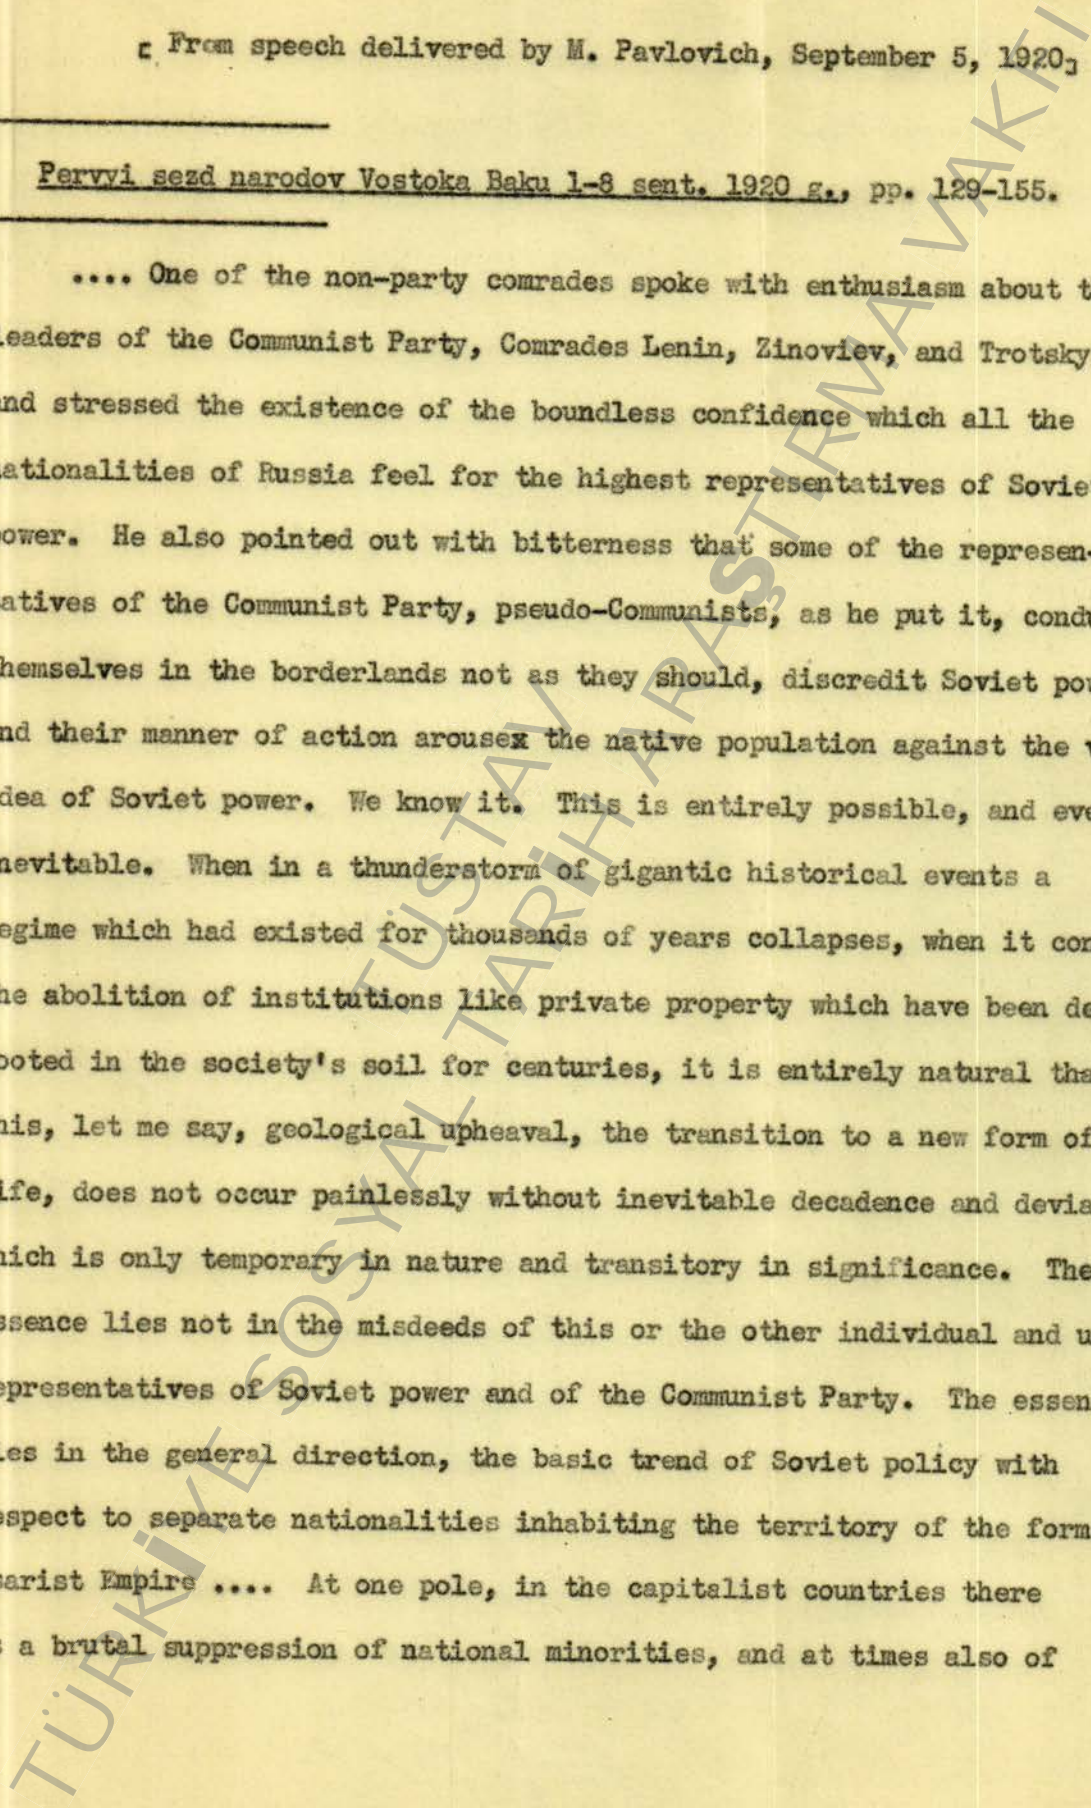 [ From speech delivered by M. Pavlovich, September 5, 1920]
Pervyi sezd narodov Vostoka Baku 1-8 sent. 1920 g., pp. 129-155.
.... One of the non-party comrades spoke with enthusiasm about t
eaders of the Communist Party, Comrades Lenin, Zinoviev, and Trotsky
nd stressed the existence of the boundless confidence which all the
ationalities of Russia feel for the highest representatives of Sovie
ower. He also pointed out with bitterness that some of the represen-
atives of the Communist Party, pseudo-Communists, as he put it, condu
hemselves in the borderlands not as they should, discredit Soviet pow
nd their manner of action arousex the native population against the v
dea of Soviet power. We know it. This is entirely possible, and eve
nevitable. When in a thunderstorm of gigantic historical events a
egime which had existed for thousands of years collapses, when it com
he abolition of institutions like private property which have been de
ooted in the society's soil for centuries, it is entirely natural tha
his, let me say, geological upheaval, the transition to a new form of
ife, does not occur painlessly without inevitable decadence and devia
hich is only temporary in nature and transitory in significance. The
ssence lies not in the misdeeds of this or the other individual and u
epresentatives of Soviet power and of the Communist Party. The essen
ies in the general direction, the basic trend of Soviet policy with
espect to separate nationalities inhabiting the territory of the form
sarist Empire .... At one pole, in the capitalist countries there
s a brutal suppression of national minorities, and at times also of
TÜSTAV
TÜRKİYE SOSYAL TARİH ARAŞTIRMA VAKFI